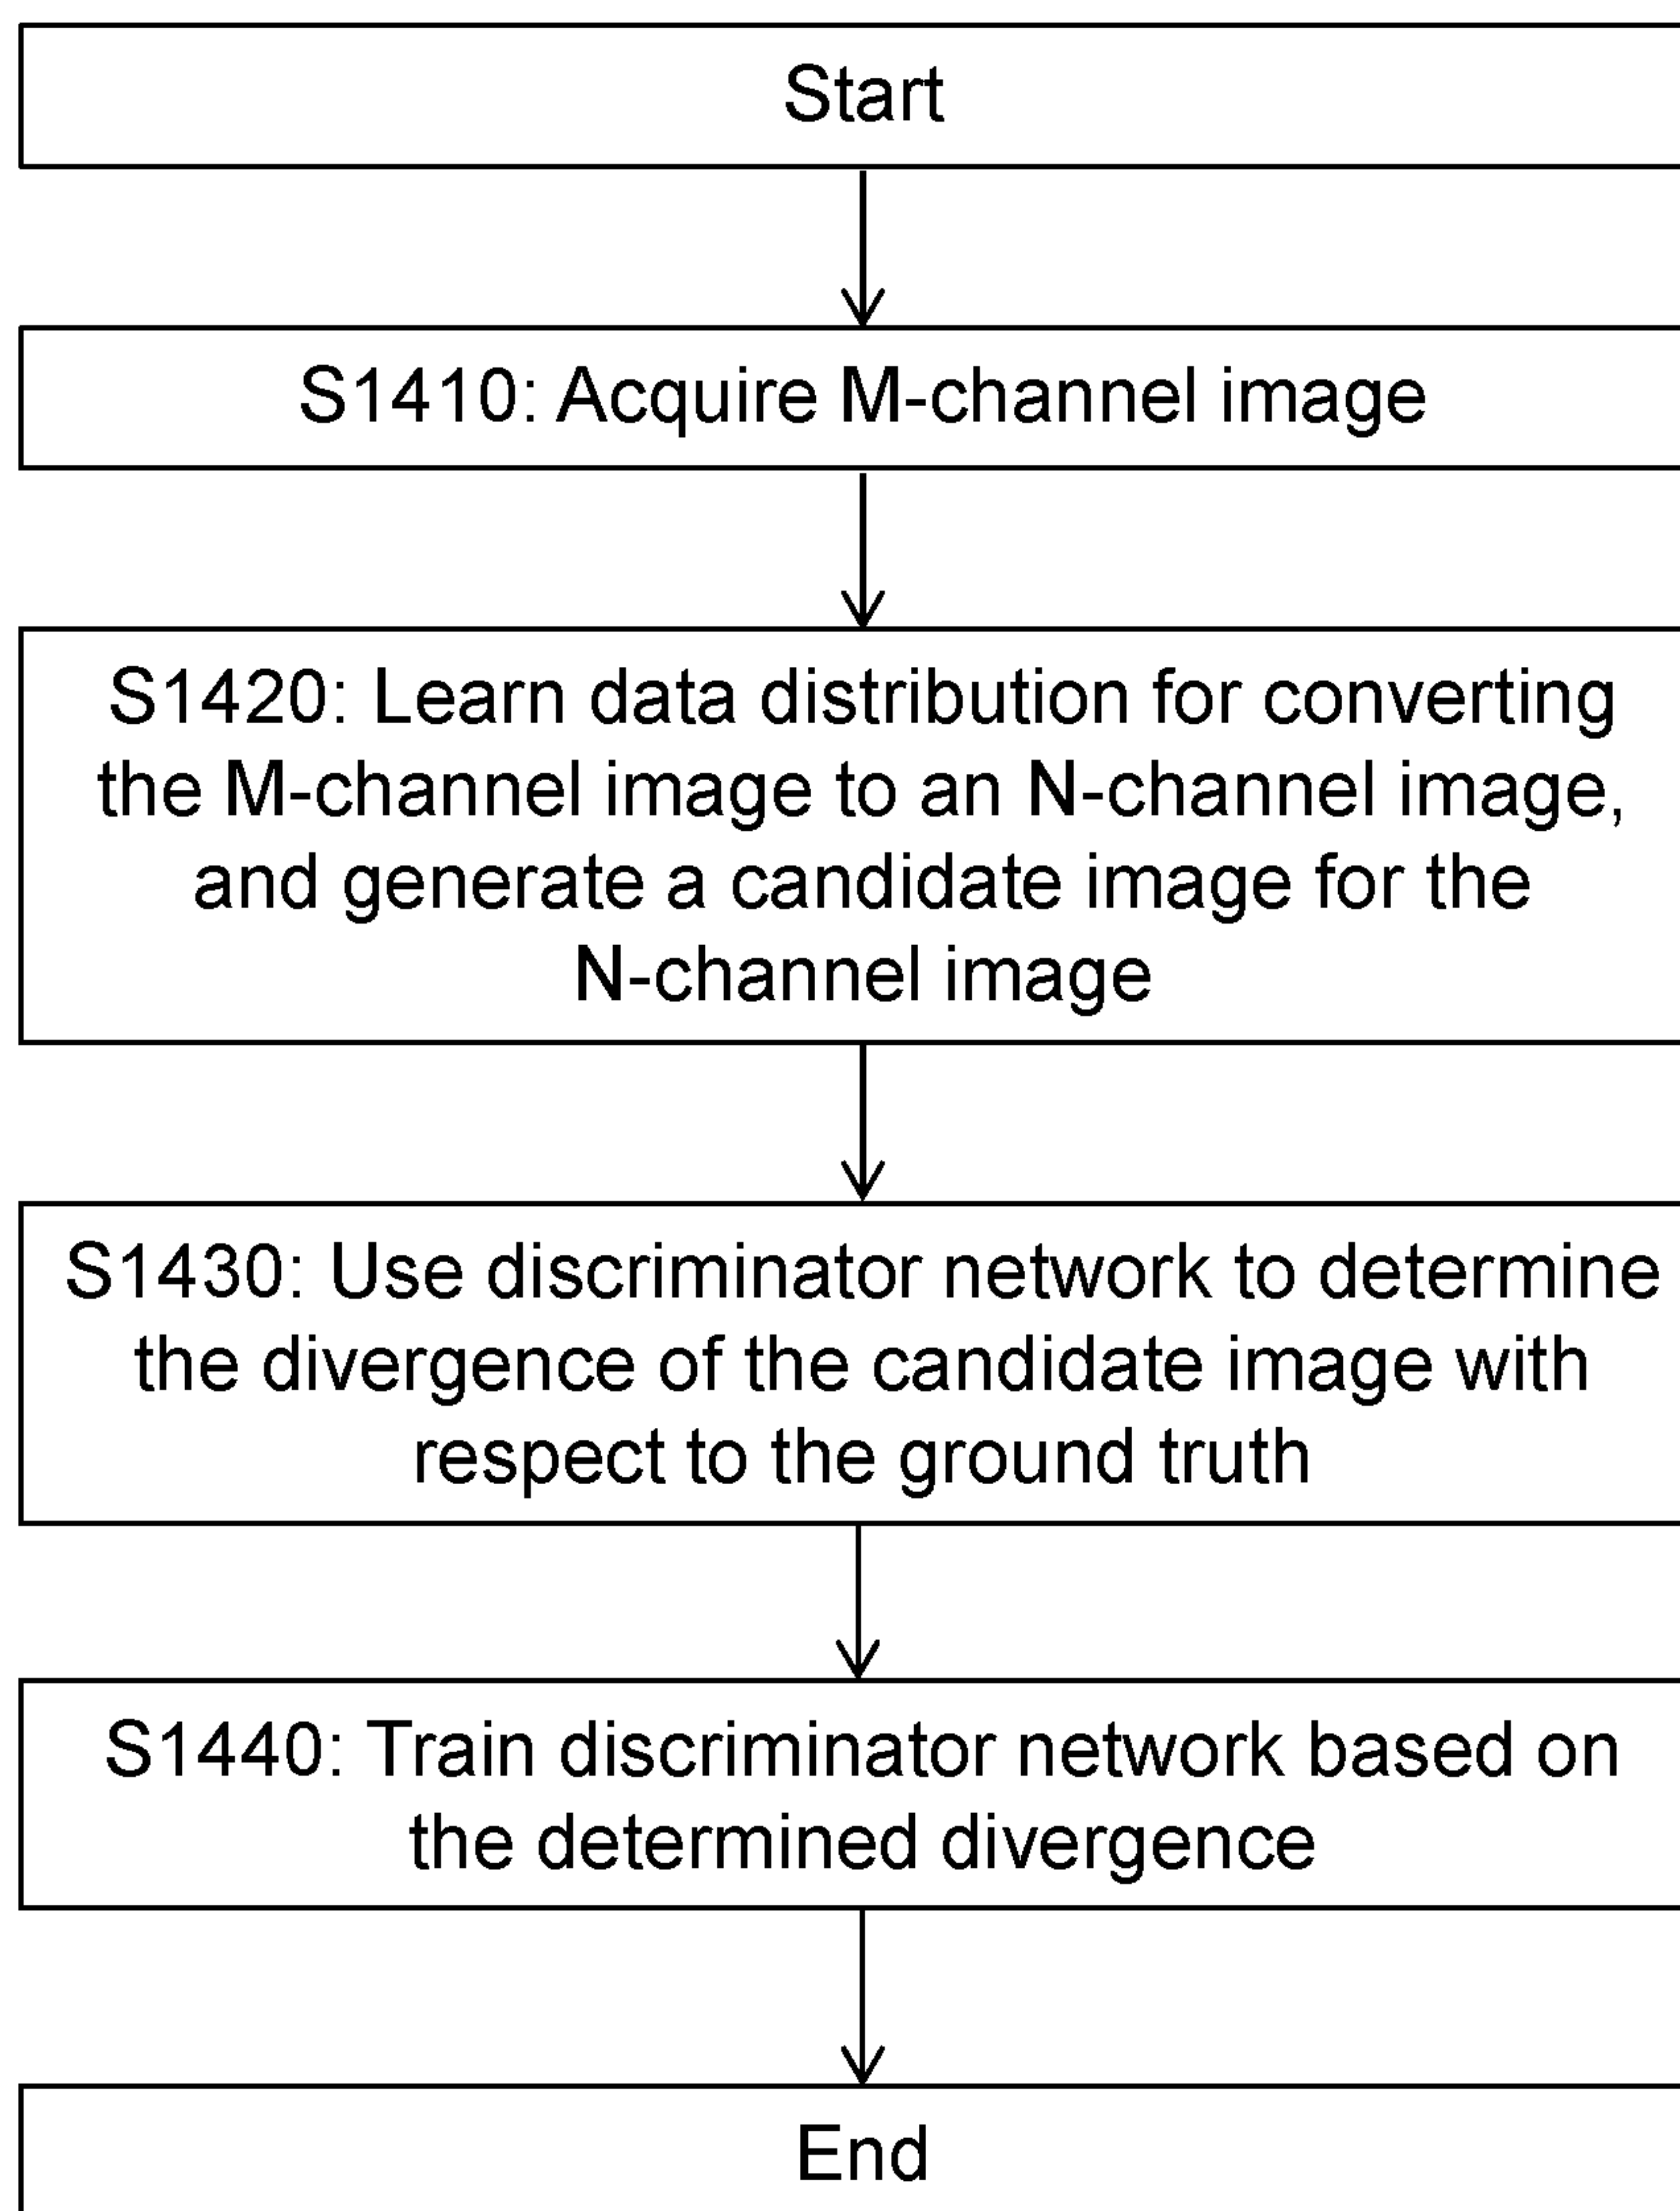 Start
S1410: Acquire M-channel image
S1420: Learn data distribution for converting
the M-channel image to an N-channel image,
and generate a candidate image for the
N-channel image
S1430: Use discriminator network to determine
the divergence of the candidate image with
respect to the ground truth
S1440: Train discriminator network based on
the determined divergence
End